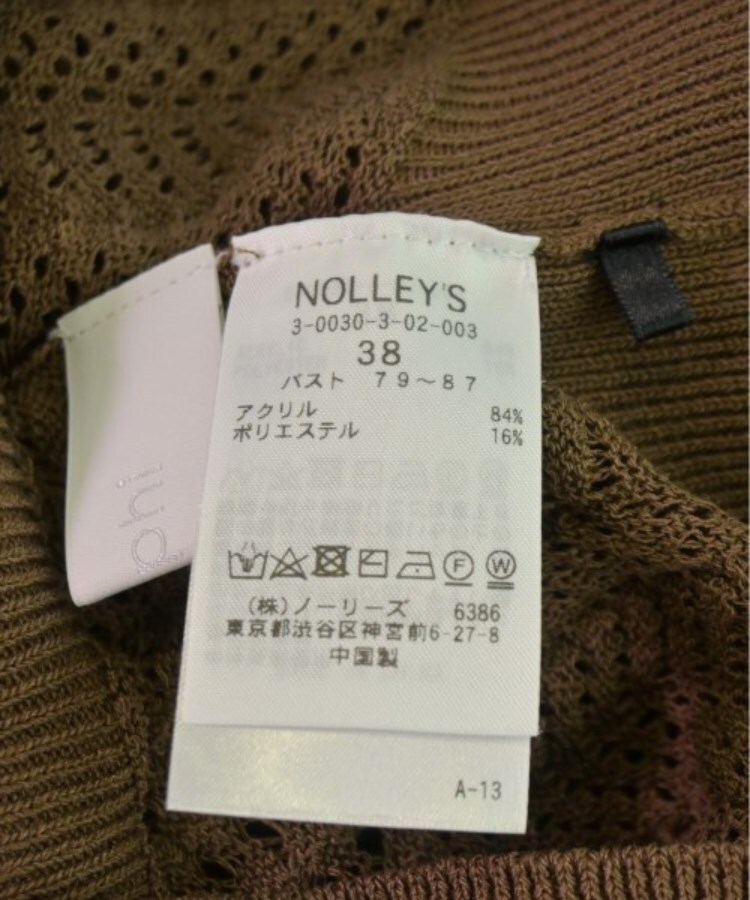 NOLLEY'S
3-0030-3-02-003
38
バスト 79～87
アクリル 84%
ポリエステル 16%
F W
(株)ノーリーズ 6386
東京都渋谷区神宮前6-27-8
中国製
A-13